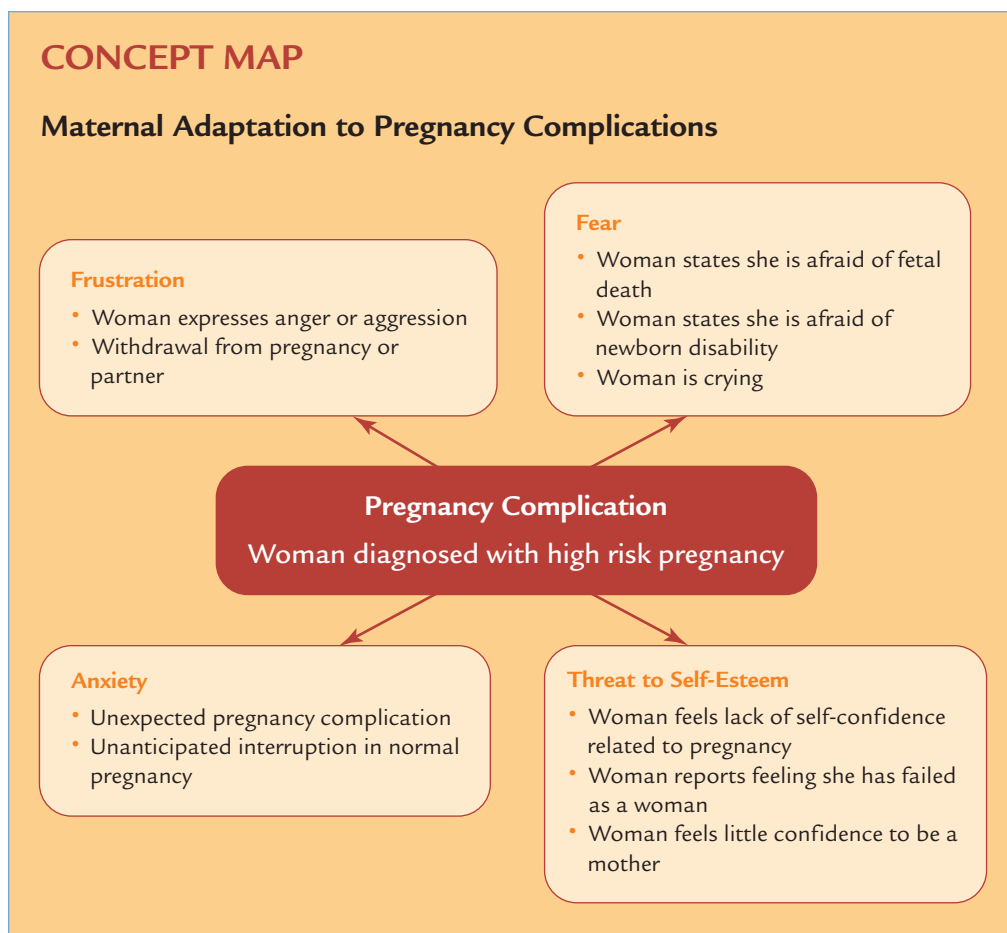 CONCEPT MAP
Maternal Adaptation to Pregnancy Complications
Frustration
• Woman expresses anger or aggression
• Withdrawal from pregnancy or
partner
Fear
• Woman states she is afraid of fetal
death
• Woman states she is afraid of
newborn disability
• Woman is crying
Pregnancy Complication
Woman diagnosed with high risk pregnancy
Anxiety
• Unexpected pregnancy complication
• Unanticipated interruption in normal
pregnancy
Threat to Self-Esteem
• Woman feels lack of self-confidence
related to pregnancy
• Woman reports feeling she has failed
as a woman
• Woman feels little confidence to be a
mother